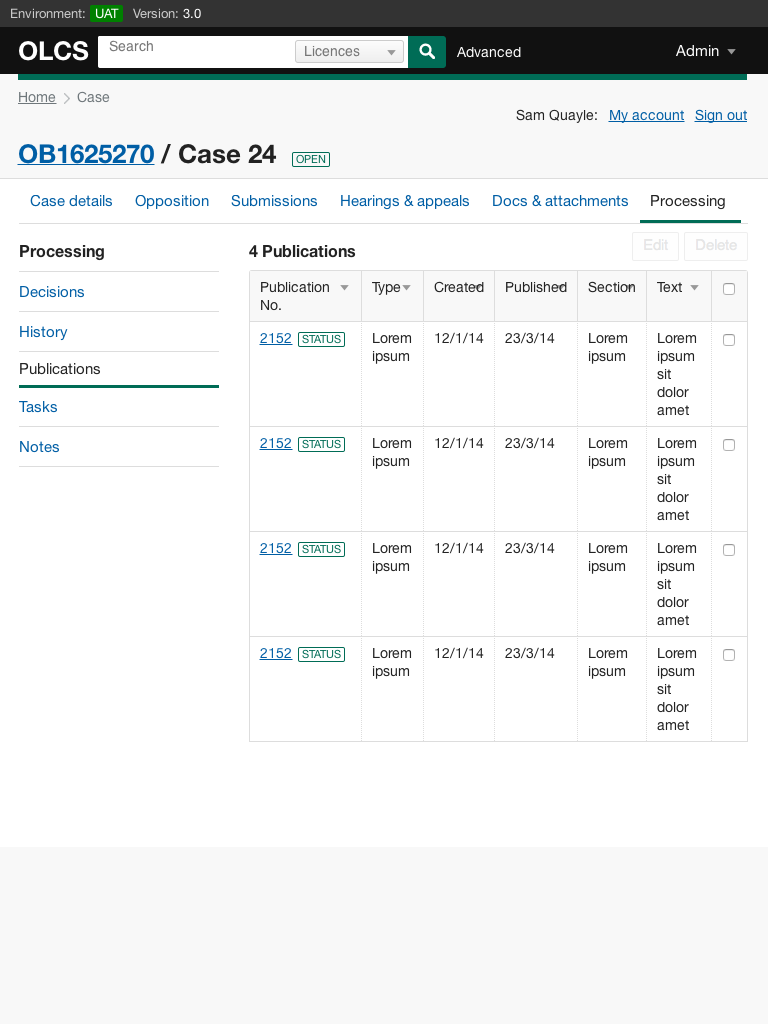 Environment: UAT Version: 3.0
OLCS Search Licences Advanced Admin
Home Case
Sam Quayle: My account Sign out
OB1625270 / Case 24 OPEN
Case details Opposition Submissions Hearings & appeals Docs & attachments Processing
Processing
Decisions
History
Publications
Tasks
Notes
4 Publications Edit Delete
Publication Type Created Published Section Text
No.
2152 STATUS Lorem 12/1/14 23/3/14 Lorem Lorem
ipsum ipsum ipsum
sit
dolor
amet
2152 STATUS Lorem 12/1/14 23/3/14 Lorem Lorem
ipsum ipsum ipsum
sit
dolor
amet
2152 STATUS Lorem 12/1/14 23/3/14 Lorem Lorem
ipsum ipsum ipsum
sit
dolor
amet
2152 STATUS Lorem 12/1/14 23/3/14 Lorem Lorem
ipsum ipsum ipsum
sit
dolor
amet